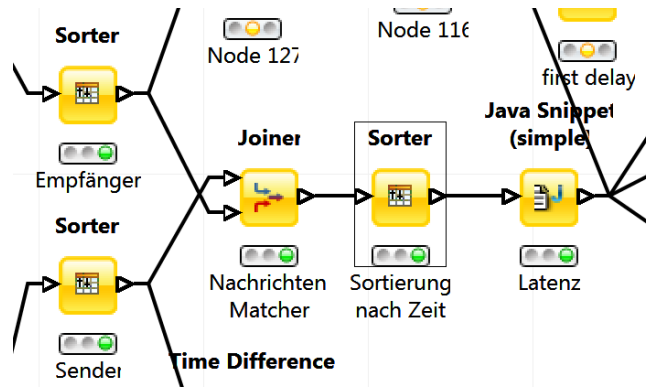 Sorter
Node 127
Node 116
first delay
Empfänger
Joiner
Sorter
Java Snippet
(simple)
Sorter
Nachrichten
Matcher
Sortierung
nach Zeit
Latenz
Sender
Time Difference